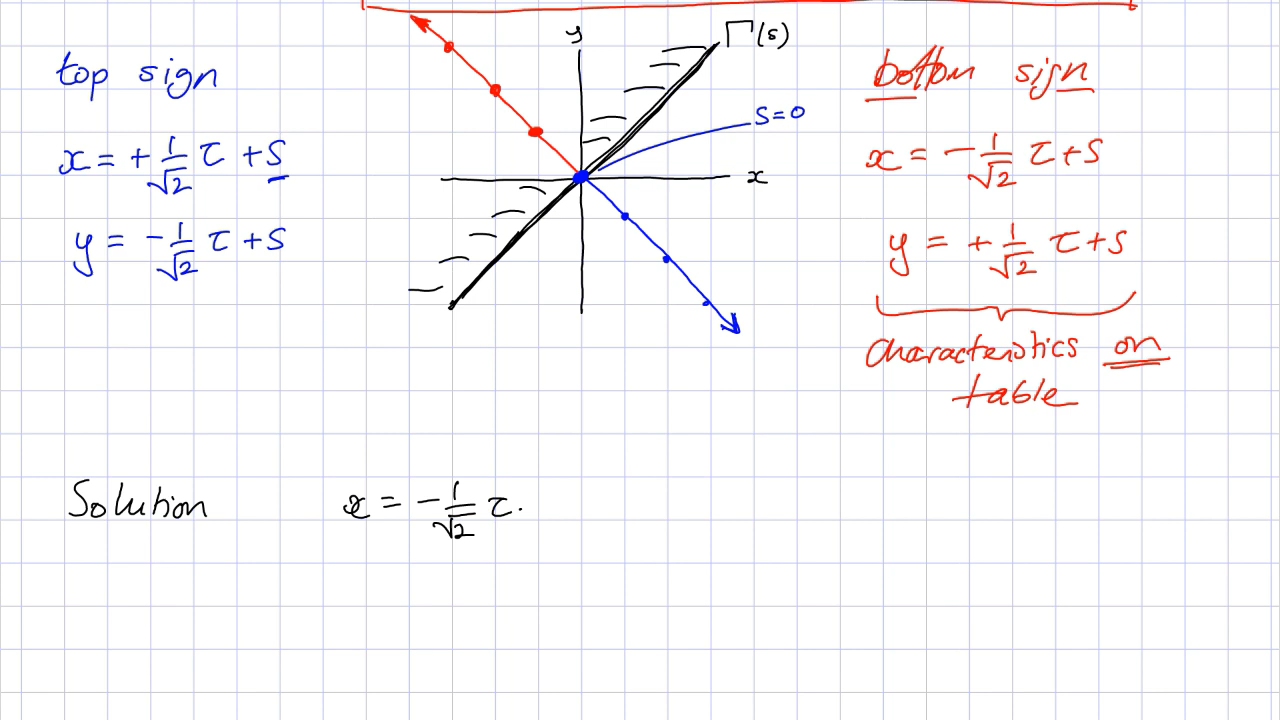 top sign
x = + 1/√2 τ + s
y = - 1/√2 τ + s
y
Γ(s)
s=0
x
bottom sign
x = - 1/√2 τ + s
y = + 1/√2 τ + s
characteristics on
table
Solution x = - 1/√2 τ.